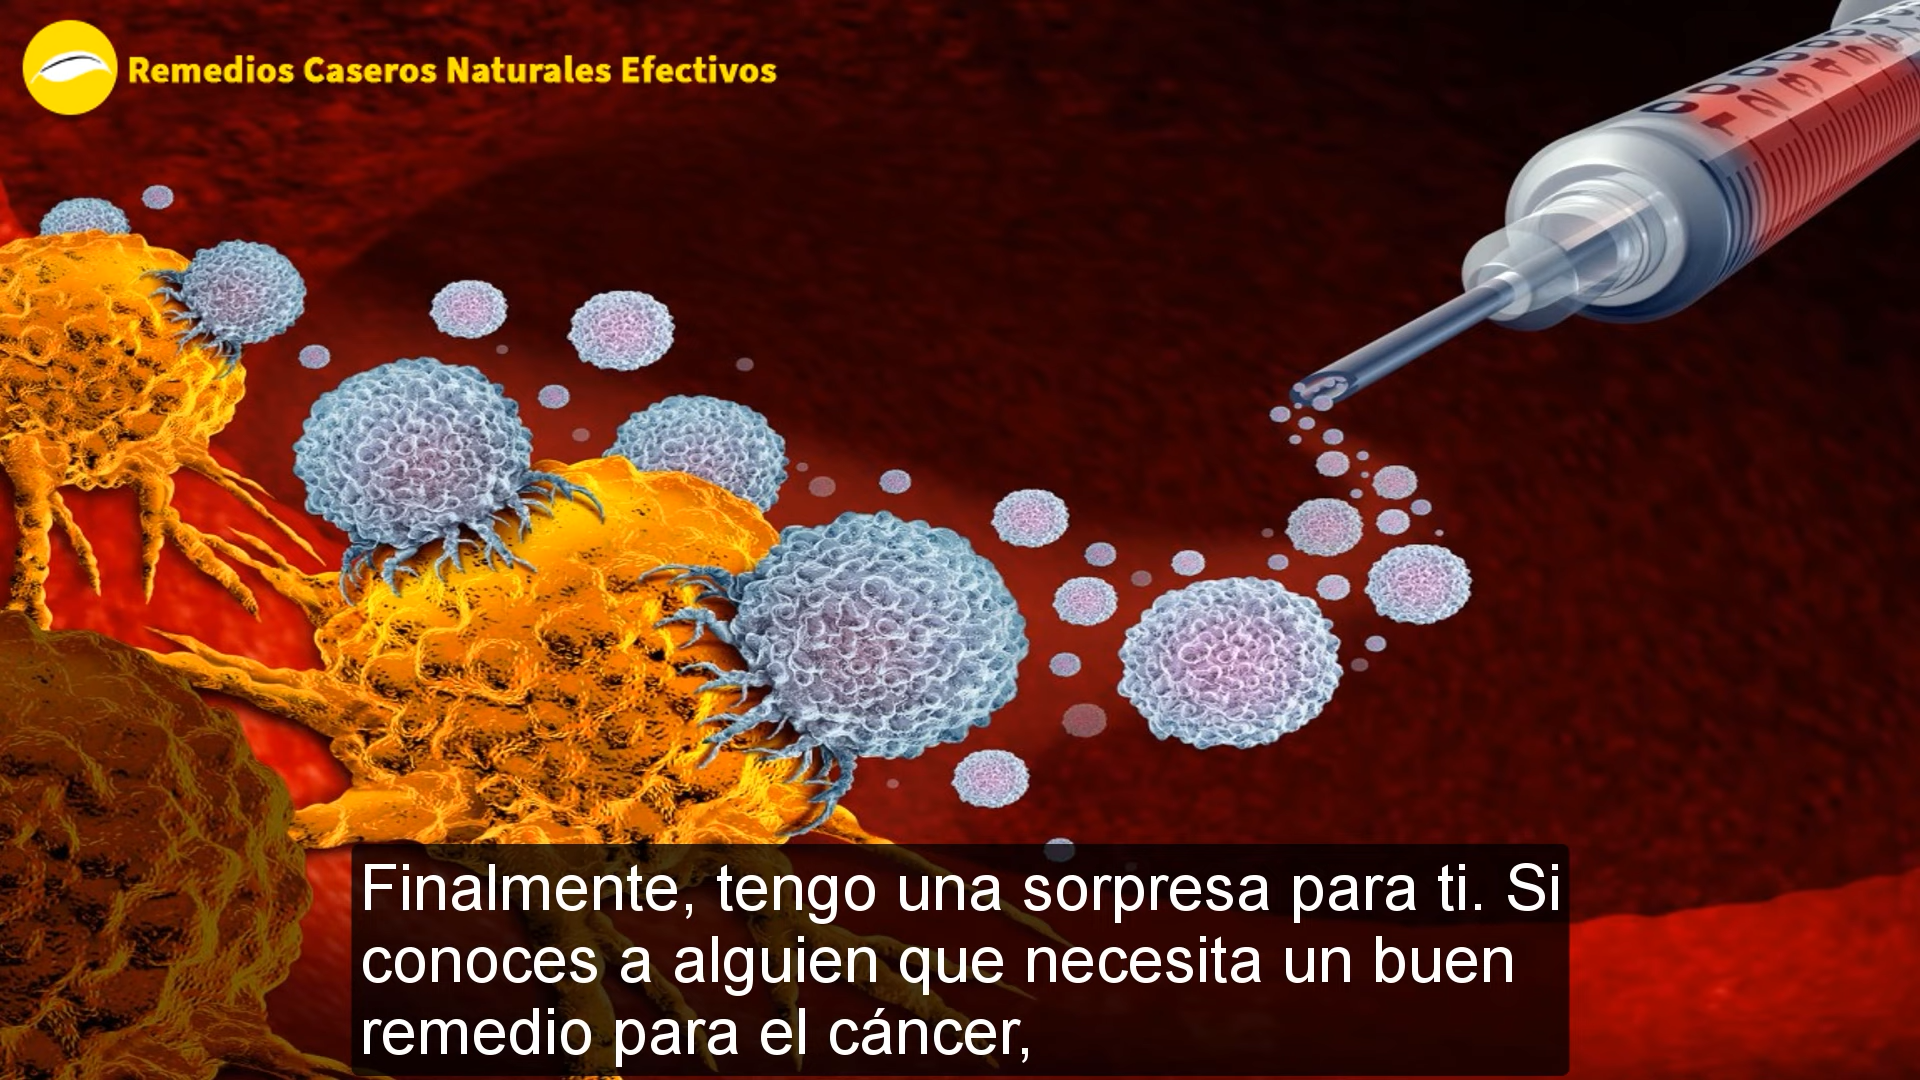 Remedios Caseros Naturales Efectivos
Finalmente, tengo una sorpresa para ti. Si
conoces a alguien que necesita un buen
remedio para el cáncer,